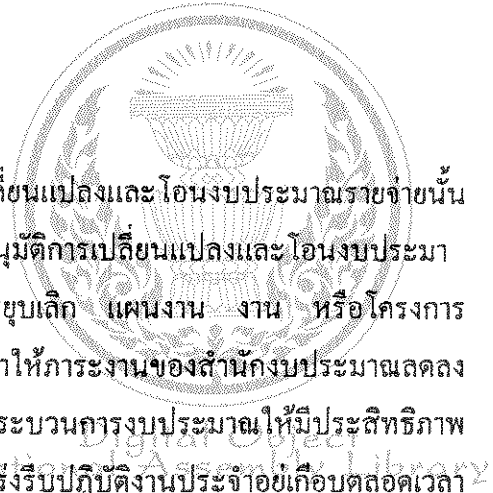 ลี่ยนแปลงและโอนงบประมาณรายจ่ายนั้น
นุมัติการเปลี่ยนแปลงและโอนงบประมา
ยุบเลิก แผนงาน งาน หรือโครงการ
าให้ภาระงานของสำนักงบประมาณลดลง
ระบวนการงบประมาณให้มีประสิทธิภาพ
ร่งรีบปฏิบัติงานประจำอยู่เกือบตลอดเวลา